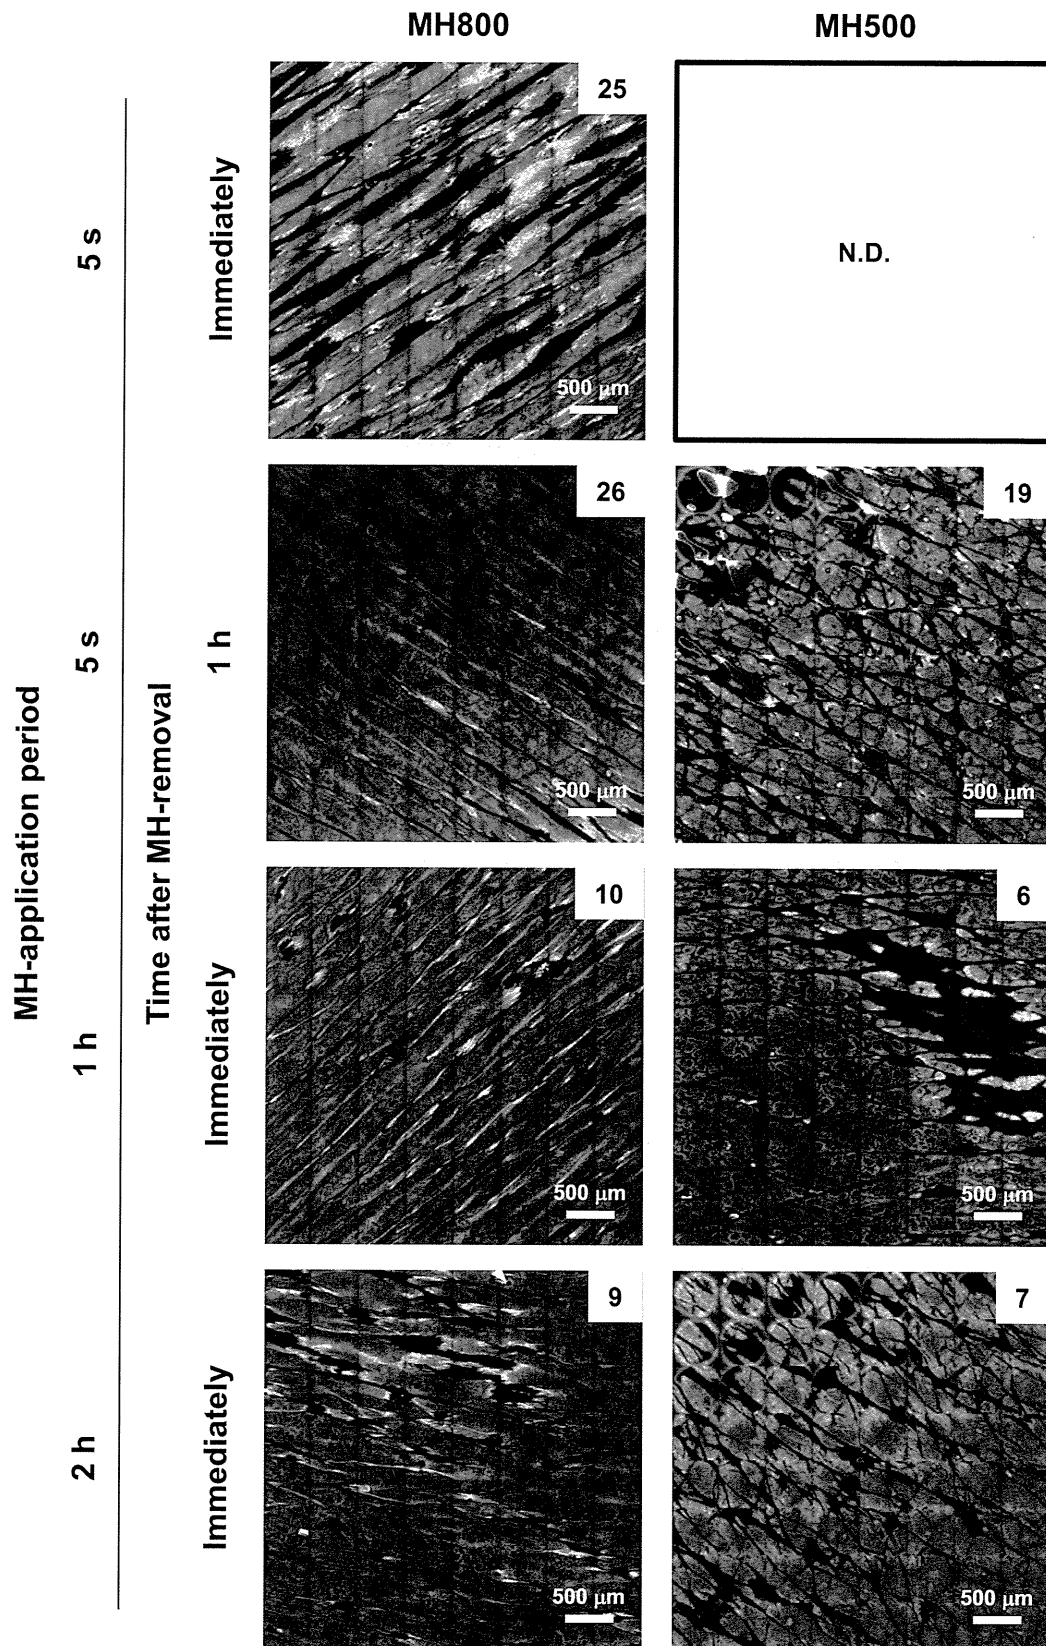 MH800
MH500
MH-application period
Time after MH-removal
5 s
Immediately
25
500 µm
N.D.
5 s
1 h
26
500 µm
19
500 µm
1 h
Immediately
10
500 µm
6
500 µm
2 h
Immediately
9
500 µm
7
500 µm